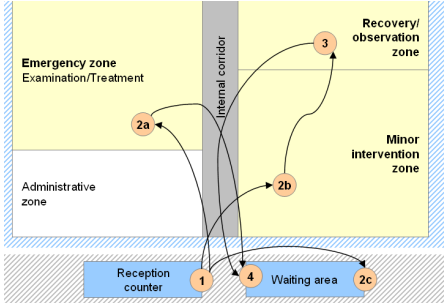 Emergency zone
Examination/Treatment
2a
Administrative
zone
Internal corridor
Recovery/
observation
zone
3
Minor
intervention
zone
2b
Reception
counter
1
4
Waiting area
2c